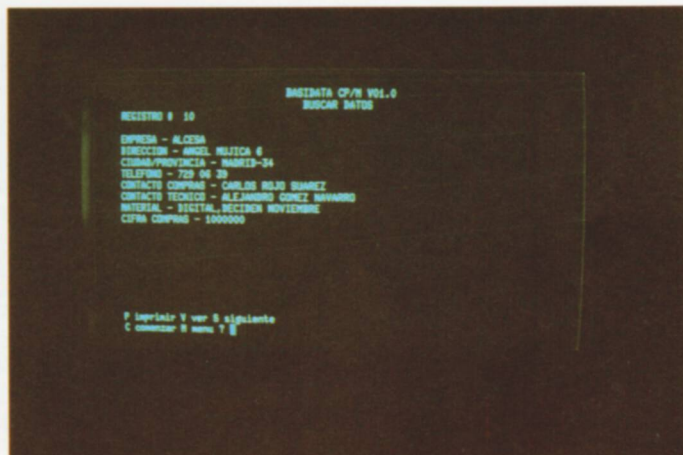 BASIDATA CP/M V01.0
BUSCAR DATOS
REGISTRO # 10
EMPRESA - ALCESA
DIRECCION - ANGEL MUJICA 6
CIUDAD/PROVINCIA - MADRID-34
TELEFONO - 729 06 39
CONTACTO COMPRAS - CARLOS ROJO SUAREZ
CONTACTO TECNICO - ALEJANDRO GOMEZ NAVARRO
MATERIAL - DIGITAL.DECIDEN NOVIEMBRE
CIFRA COMPRAS - 1000000
P imprimir V ver S siguiente
C comenzar M menu ?